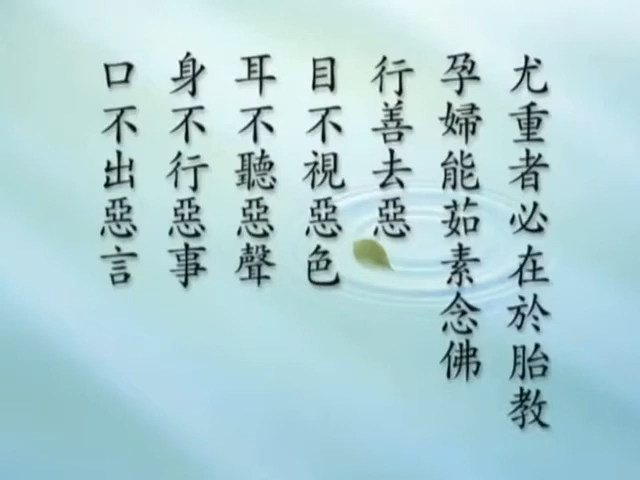 尤重者必在於胎教
孕婦能茹素念佛
行善去惡
目不視惡色
耳不聽惡聲
身不行惡事
口不出惡言